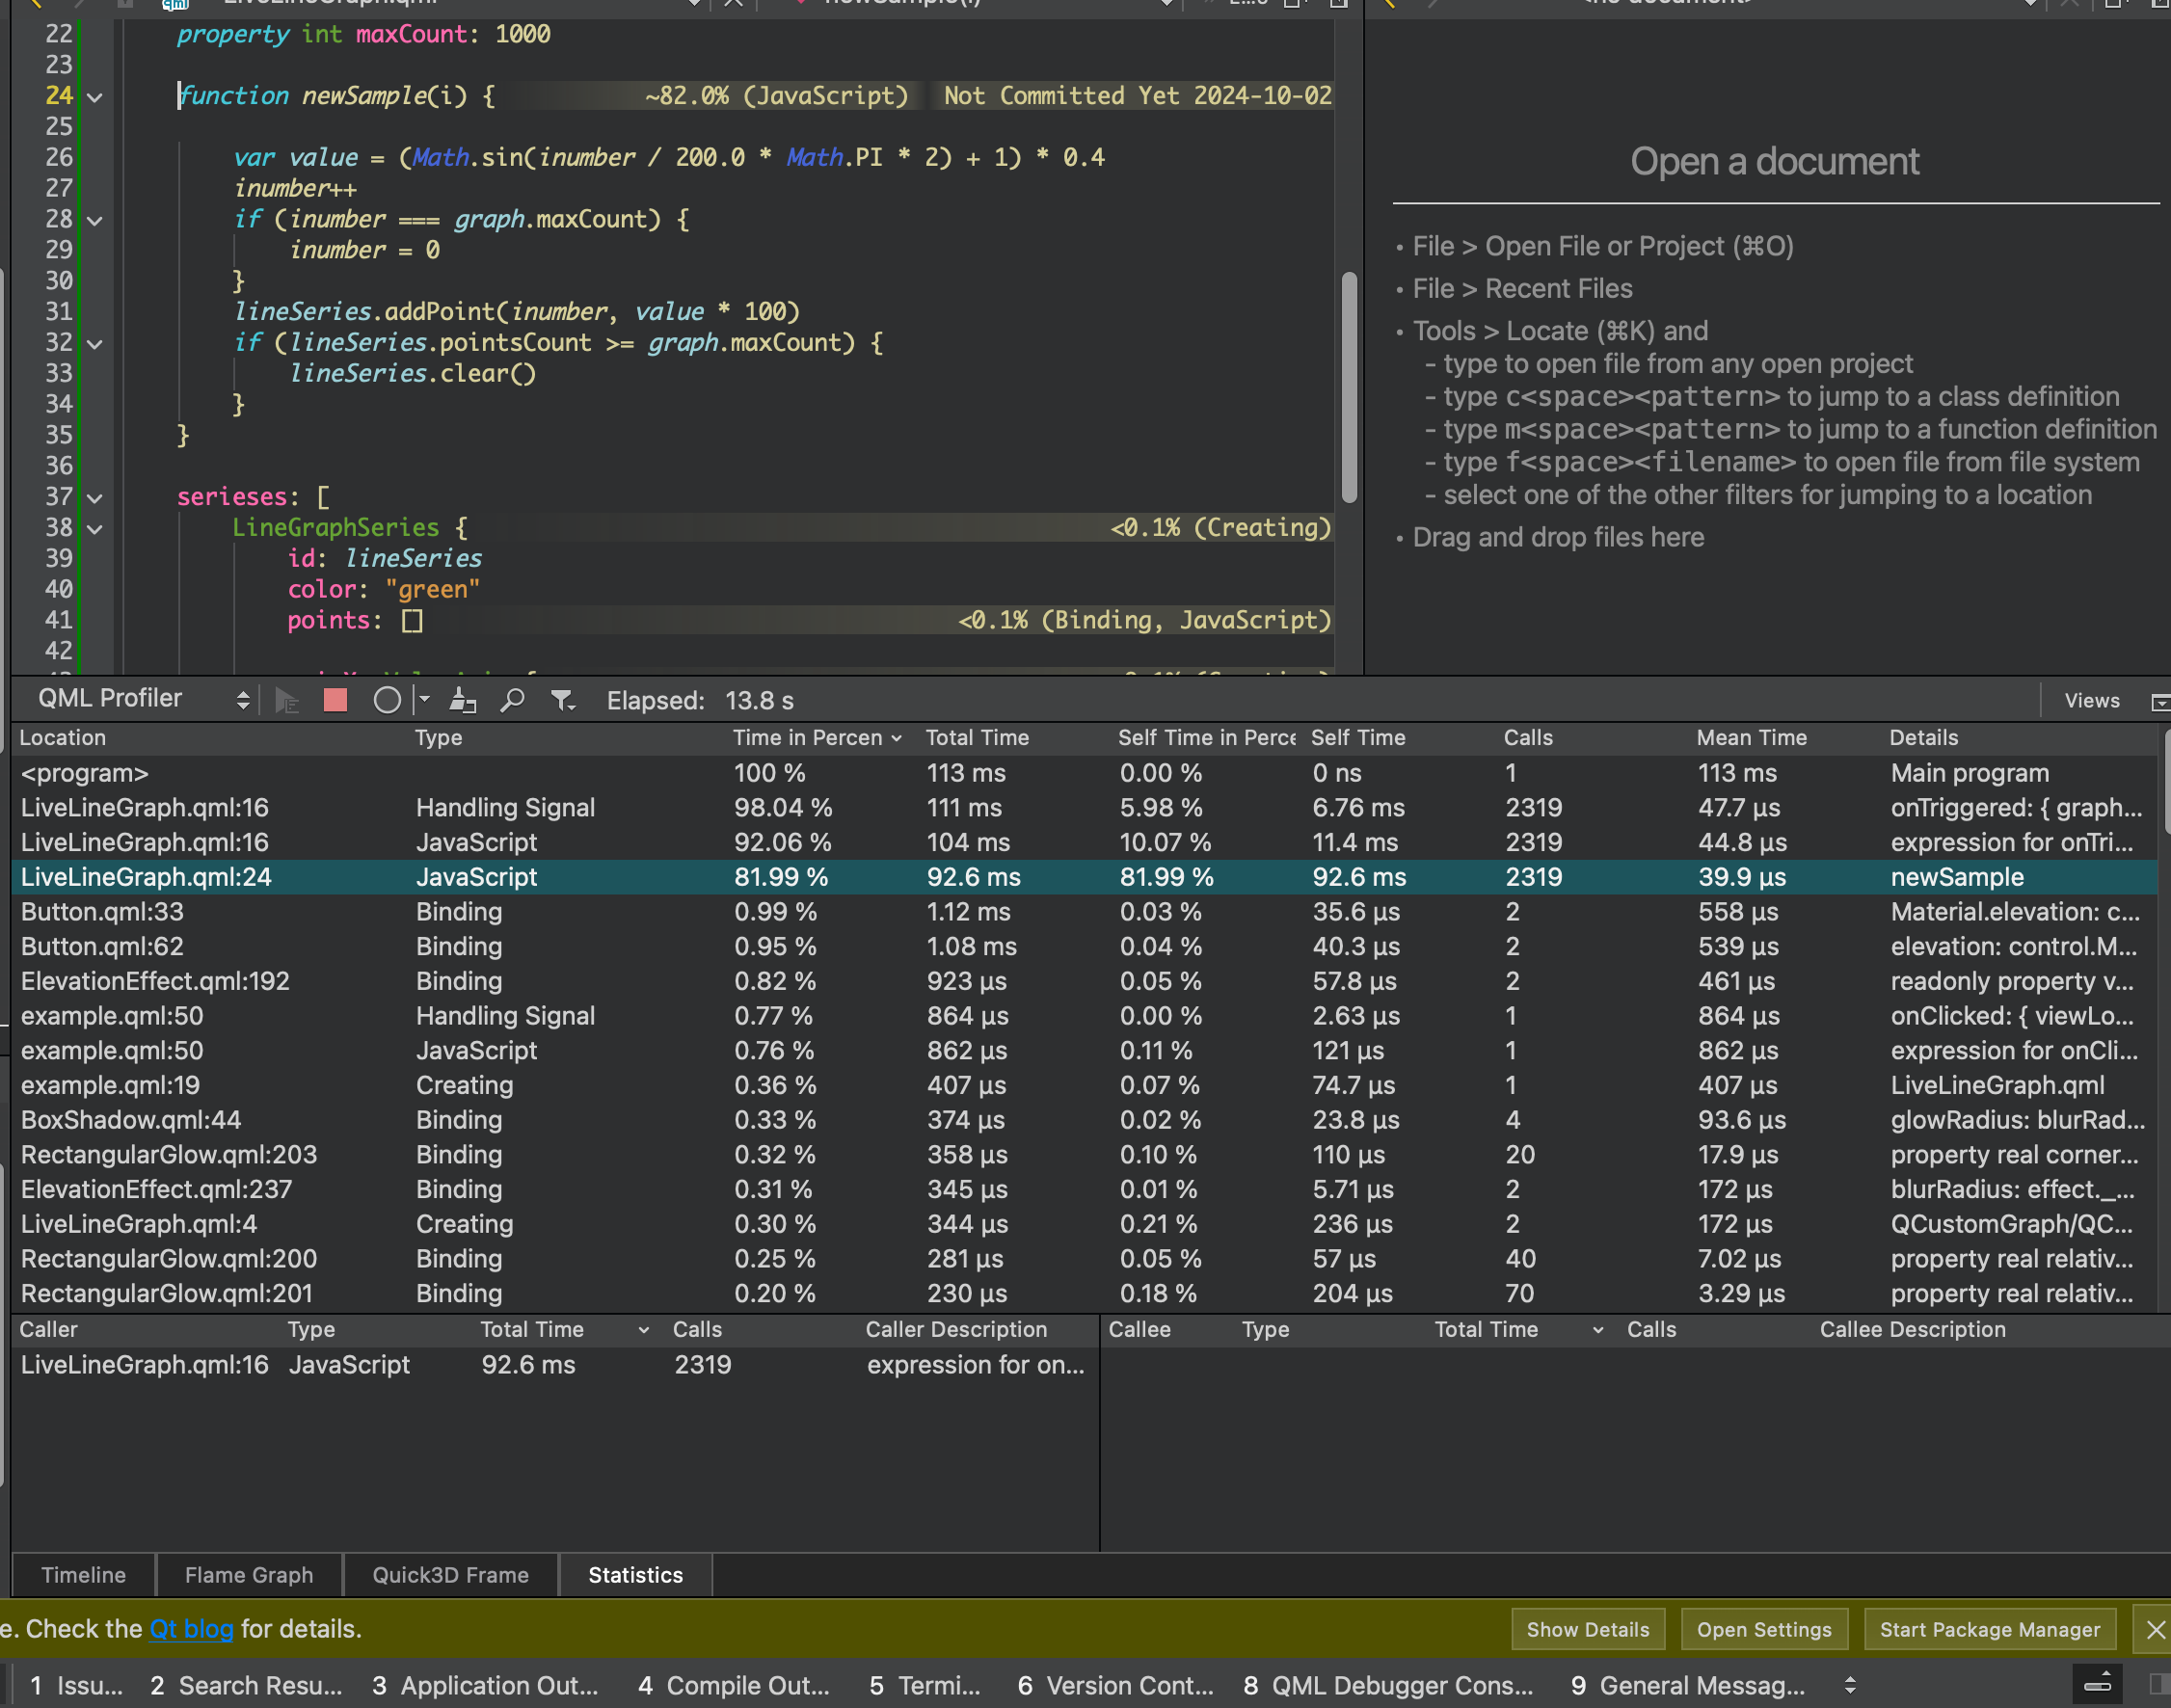 LiveLineGraph.qml
newSample(i)
<no document>
22 property int maxCount: 1000
23
24 function newSample(i) { ~82.0% (JavaScript) Not Committed Yet 2024-10-02
25
26 var value = (Math.sin(inumber / 200.0 * Math.PI * 2) + 1) * 0.4
27 inumber++
28 if (inumber === graph.maxCount) {
29 inumber = 0
30 }
31 lineSeries.addPoint(inumber, value * 100)
32 if (lineSeries.pointsCount >= graph.maxCount) {
33 lineSeries.clear()
34 }
35 }
36
37 serieses: [
38 LineGraphSeries { <0.1% (Creating)
39 id: lineSeries
40 color: "green"
41 points: [] <0.1% (Binding, JavaScript)
42
Open a document
• File > Open File or Project (⌘O)
• File > Recent Files
• Tools > Locate (⌘K) and
- type to open file from any open project
- type c<space><pattern> to jump to a class definition
- type m<space><pattern> to jump to a function definition
- type f<space><filename> to open file from file system
- select one of the other filters for jumping to a location
• Drag and drop files here
QML Profiler Elapsed: 13.8 s Views
Location Type Time in Percen Total Time Self Time in Perce Self Time Calls Mean Time Details
<program> 100 % 113 ms 0.00 % 0 ns 1 113 ms Main program
LiveLineGraph.qml:16 Handling Signal 98.04 % 111 ms 5.98 % 6.76 ms 2319 47.7 µs onTriggered: { graph...
LiveLineGraph.qml:16 JavaScript 92.06 % 104 ms 10.07 % 11.4 ms 2319 44.8 µs expression for onTri...
LiveLineGraph.qml:24 JavaScript 81.99 % 92.6 ms 81.99 % 92.6 ms 2319 39.9 µs newSample
Button.qml:33 Binding 0.99 % 1.12 ms 0.03 % 35.6 µs 2 558 µs Material.elevation: c...
Button.qml:62 Binding 0.95 % 1.08 ms 0.04 % 40.3 µs 2 539 µs elevation: control.M...
ElevationEffect.qml:192 Binding 0.82 % 923 µs 0.05 % 57.8 µs 2 461 µs readonly property v...
example.qml:50 Handling Signal 0.77 % 864 µs 0.00 % 2.63 µs 1 864 µs onClicked: { viewLo...
example.qml:50 JavaScript 0.76 % 862 µs 0.11 % 121 µs 1 862 µs expression for onCli...
example.qml:19 Creating 0.36 % 407 µs 0.07 % 74.7 µs 1 407 µs LiveLineGraph.qml
BoxShadow.qml:44 Binding 0.33 % 374 µs 0.02 % 23.8 µs 4 93.6 µs glowRadius: blurRad...
RectangularGlow.qml:203 Binding 0.32 % 358 µs 0.10 % 110 µs 20 17.9 µs property real corner...
ElevationEffect.qml:237 Binding 0.31 % 345 µs 0.01 % 5.71 µs 2 172 µs blurRadius: effect._...
LiveLineGraph.qml:4 Creating 0.30 % 344 µs 0.21 % 236 µs 2 172 µs QCustomGraph/QC...
RectangularGlow.qml:200 Binding 0.25 % 281 µs 0.05 % 57 µs 40 7.02 µs property real relativ...
RectangularGlow.qml:201 Binding 0.20 % 230 µs 0.18 % 204 µs 70 3.29 µs property real relativ...
Caller Type Total Time Calls Caller Description Callee Type Total Time Calls Callee Description
LiveLineGraph.qml:16 JavaScript 92.6 ms 2319 expression for on...
Timeline Flame Graph Quick3D Frame Statistics
e. Check the Qt blog for details. Show Details Open Settings Start Package Manager
1 Issu... 2 Search Resu... 3 Application Out... 4 Compile Out... 5 Termi... 6 Version Cont... 8 QML Debugger Cons... 9 General Messag...